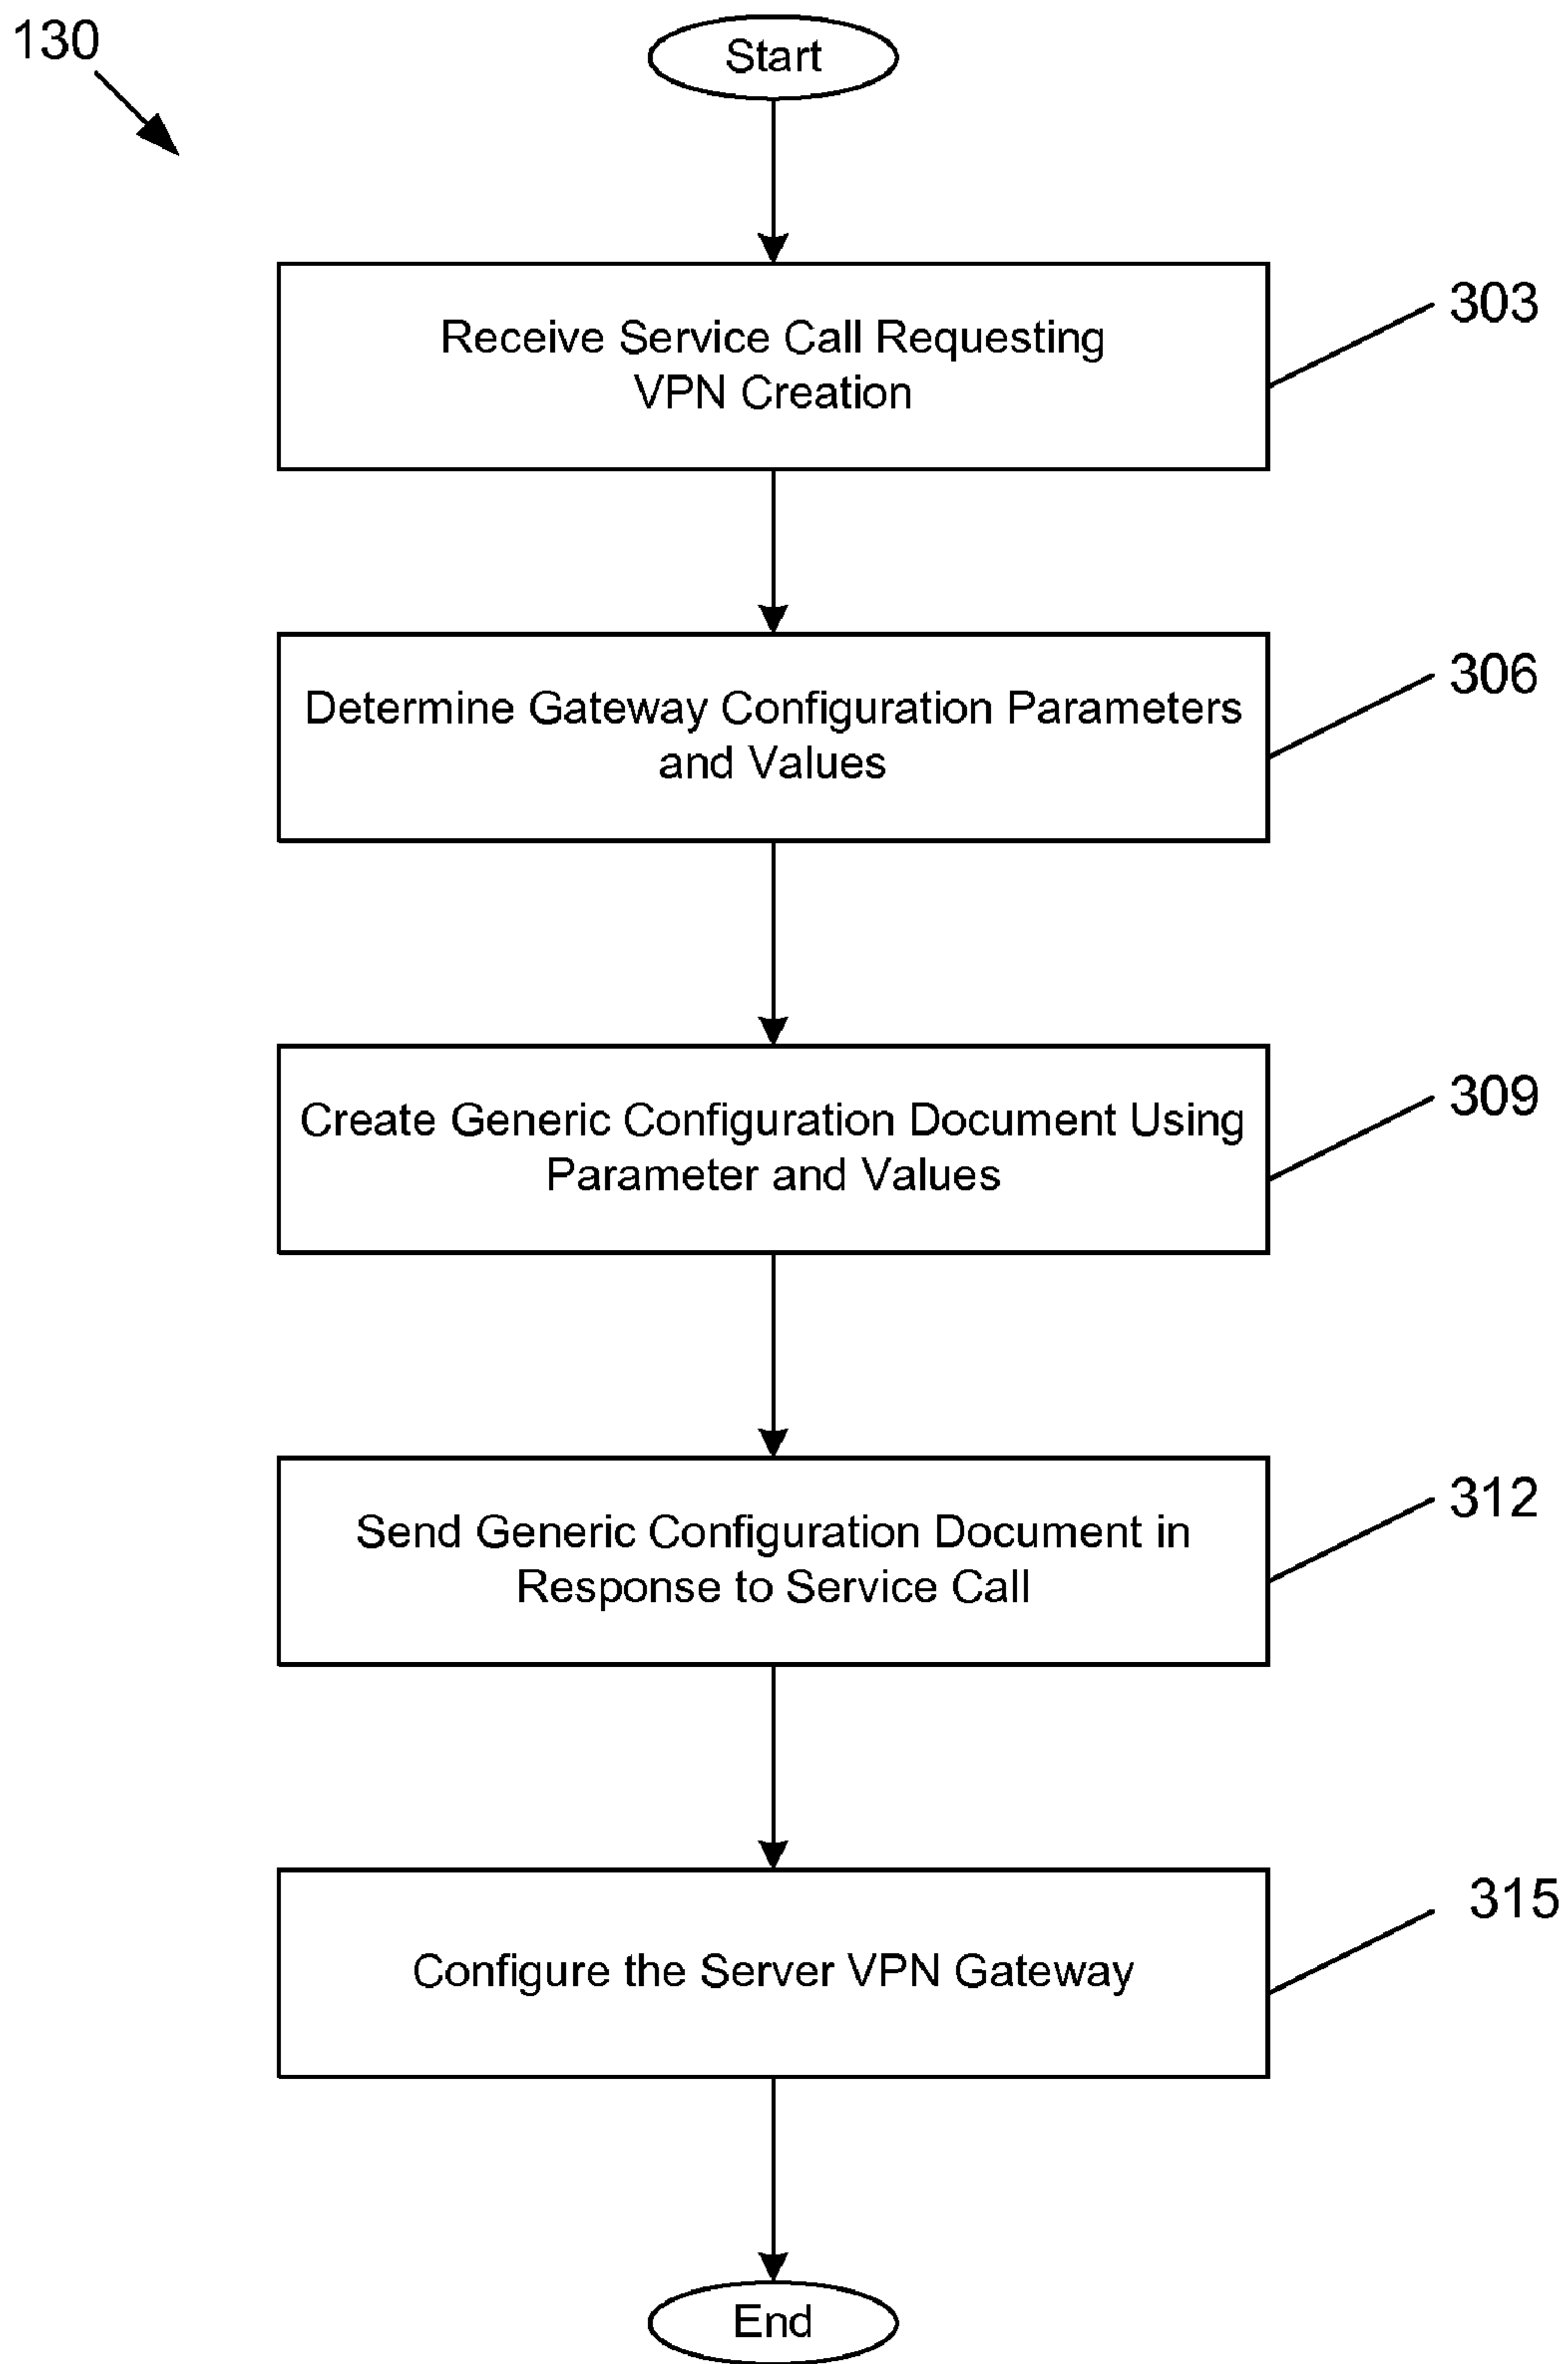 130
Start
Receive Service Call Requesting
VPN Creation
303
Determine Gateway Configuration Parameters
and Values
306
Create Generic Configuration Document Using
Parameter and Values
309
Send Generic Configuration Document in
Response to Service Call
312
Configure the Server VPN Gateway
315
End